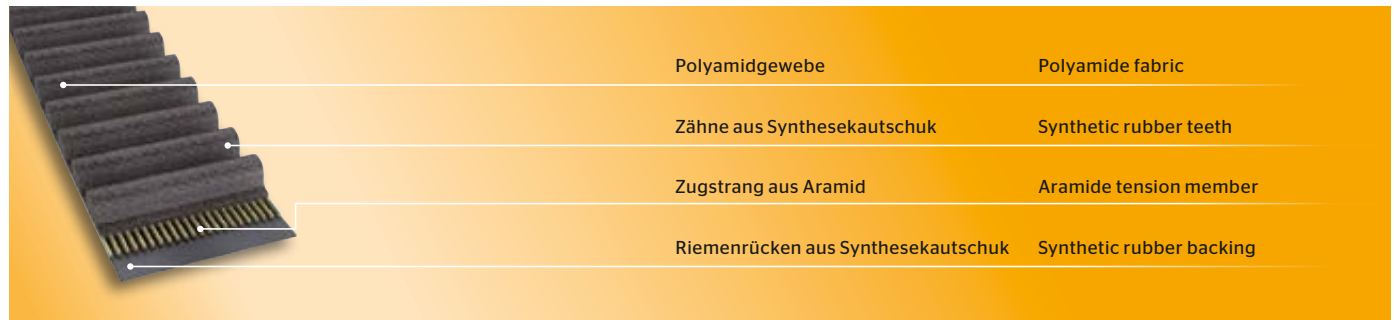 Polyamidgewebe Polyamide fabric
Zähne aus Synthesekautschuk Synthetic rubber teeth
Zugstrang aus Aramid Aramide tension member
Riemenrücken aus Synthesekautschuk Synthetic rubber backing